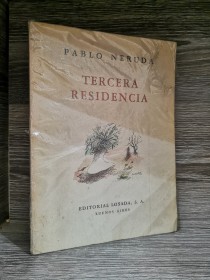 PABLO NERUDA
TERCERA
RESIDENCIA
EDITORIAL LOSADA, S. A.
BUENOS AIRES